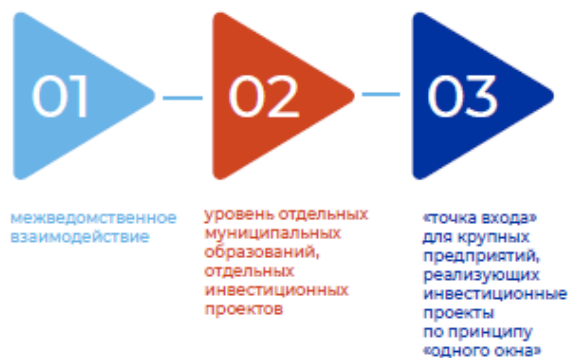 01
02
03
межведомственное
взаимодействие
уровень отдельных
муниципальных
образований,
отдельных
инвестиционных
проектов
«точка входа»
для крупных
предприятий,
реализующих
инвестиционные
проекты
по принципу
«одного окна»